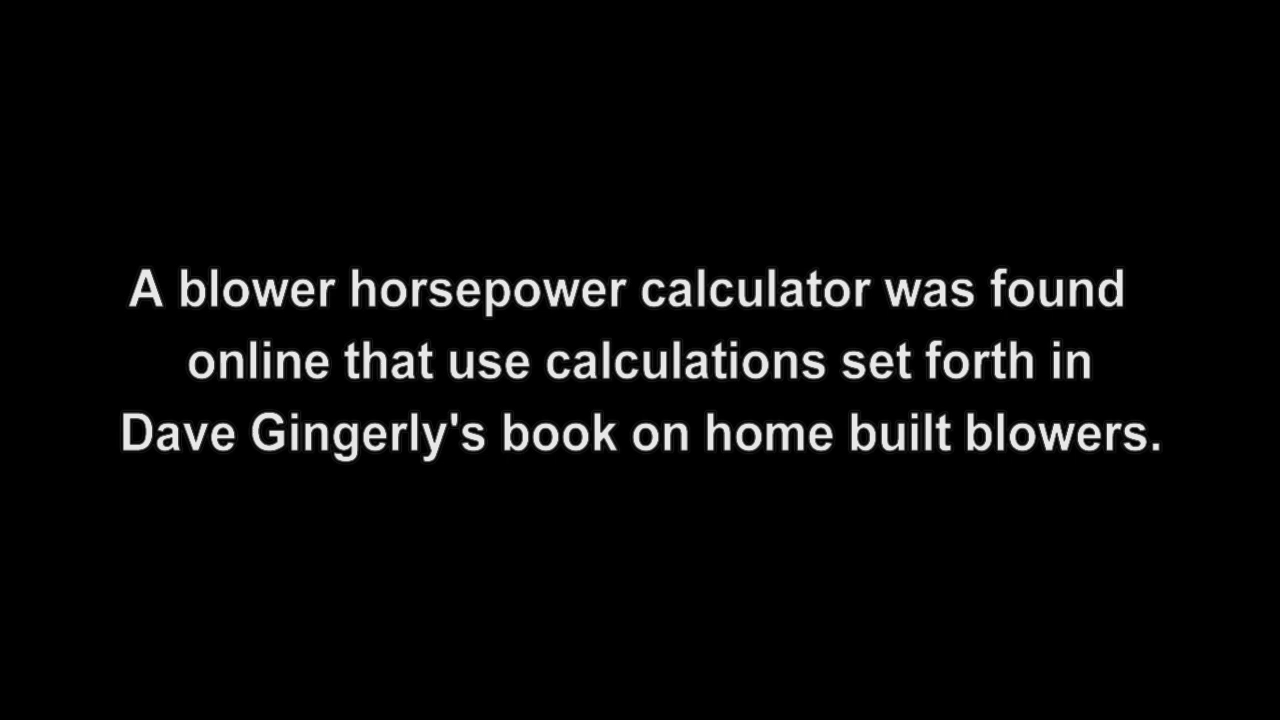 A blower horsepower calculator was found
online that use calculations set forth in
Dave Gingerly's book on home built blowers.